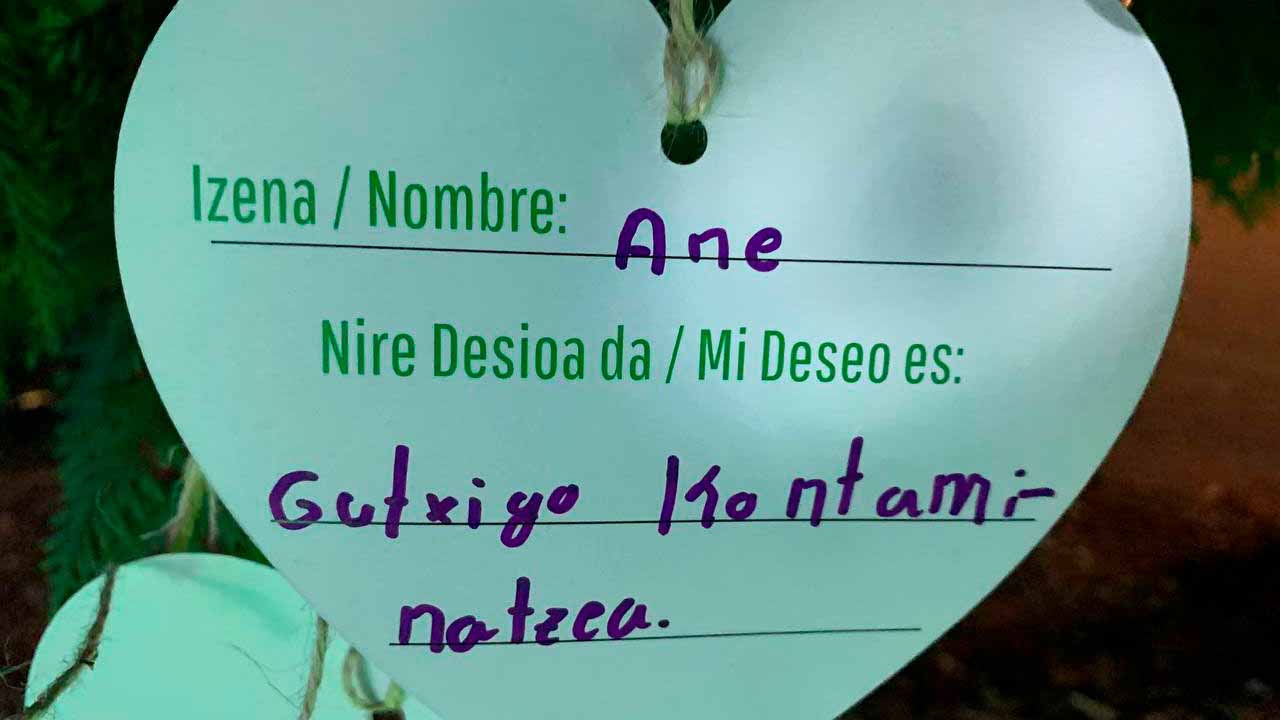 Izena / Nombre: Ane
Nire Desioa da / Mi Deseo es:
Gutxigo Kontami-
natzea.